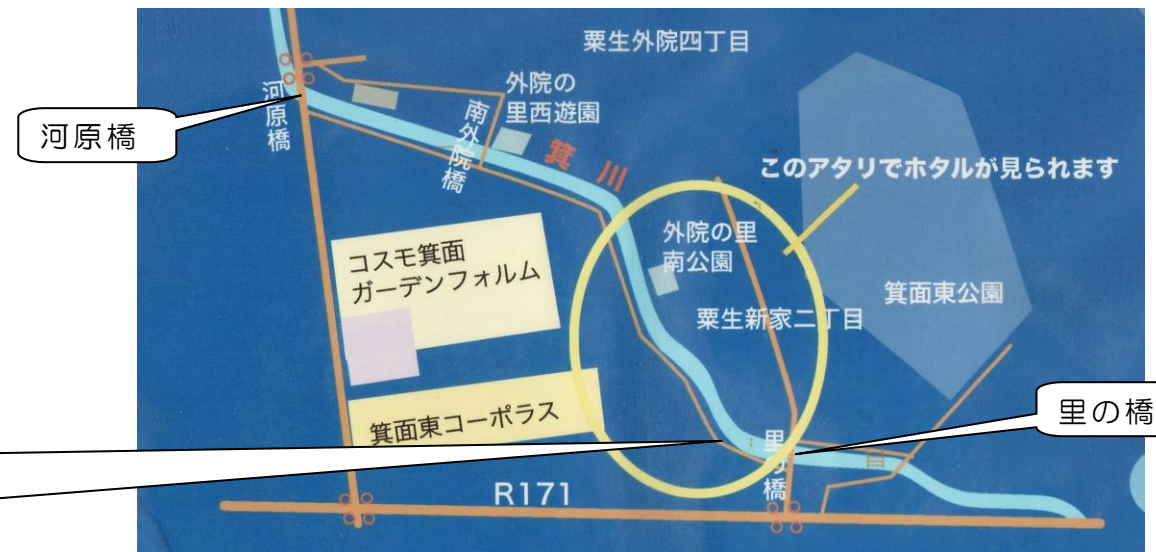 粟生外院四丁目
外院の
里西遊園
河原橋
河原橋
南外院橋
箕川
このアタリでホタルが見られます
外院の里
南公園
コスモ箕面
ガーデンフォルム
箕面東公園
粟生新家二丁目
箕面東コーポラス
里の橋
里の橋
R171